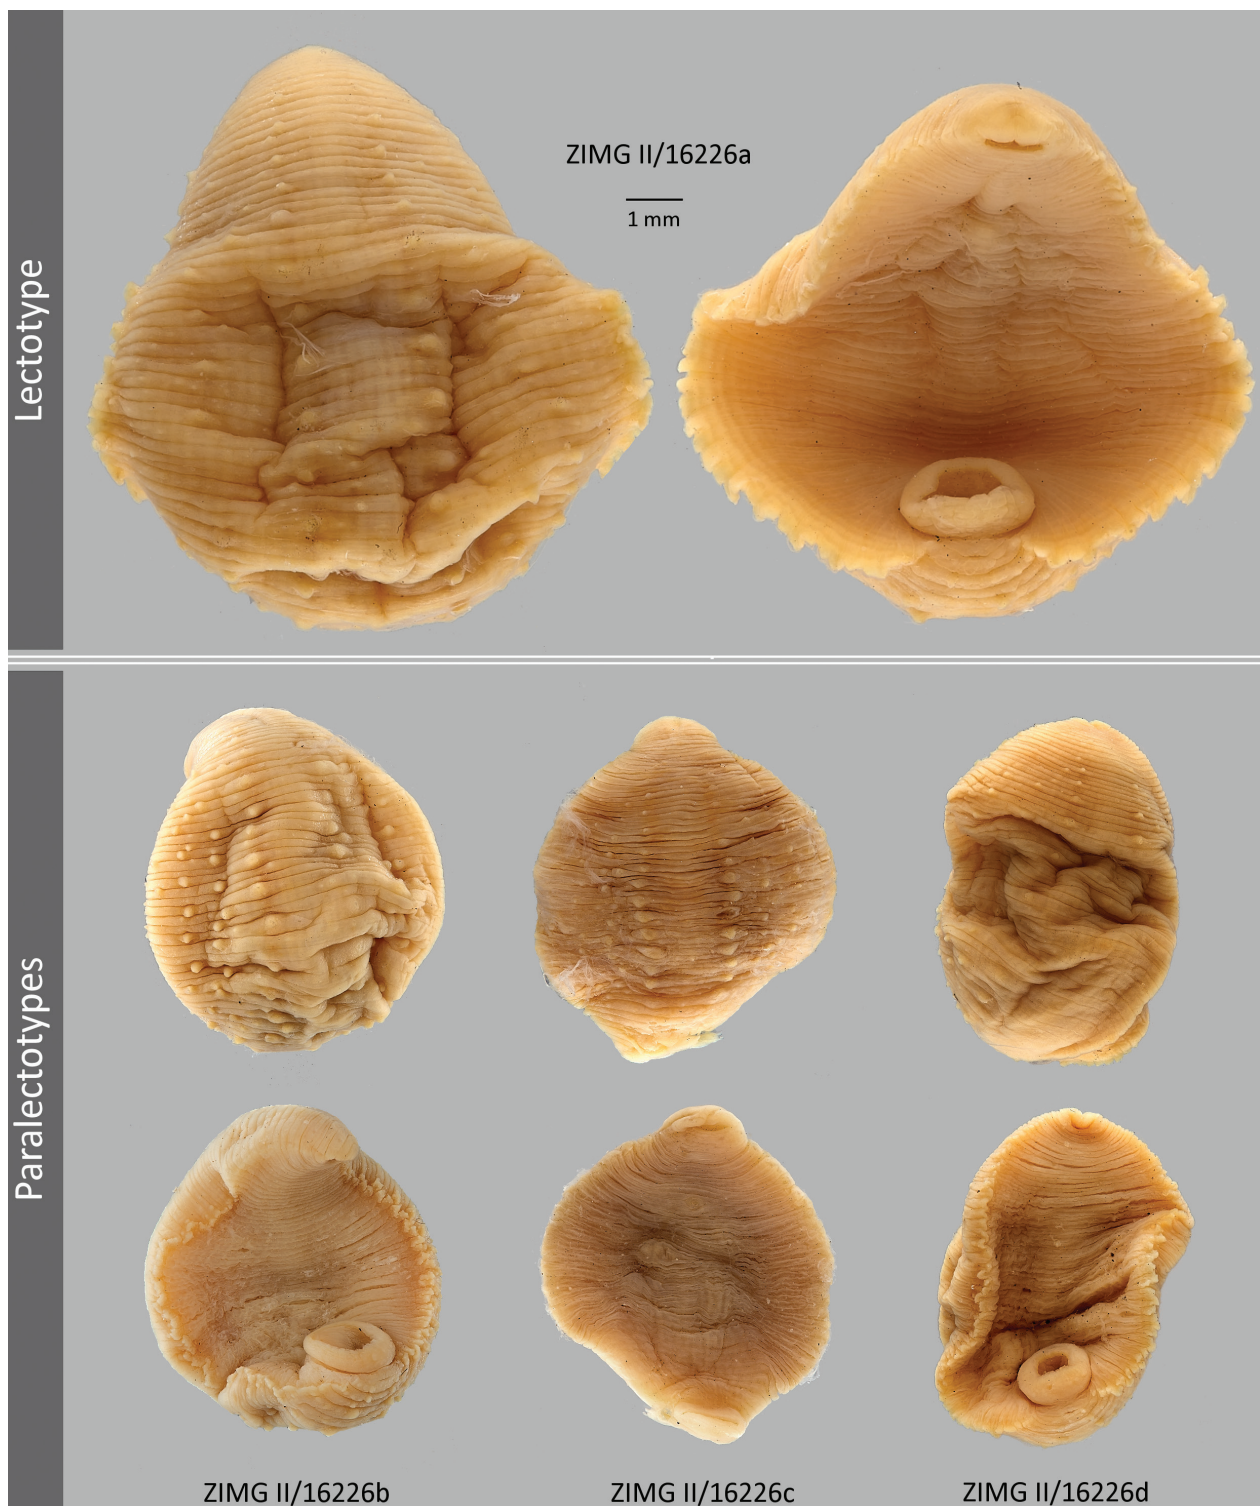 Lectotype
ZIMG II/16226a
1 mm
Paralectotypes
ZIMG II/16226b
ZIMG II/16226c
ZIMG II/16226d